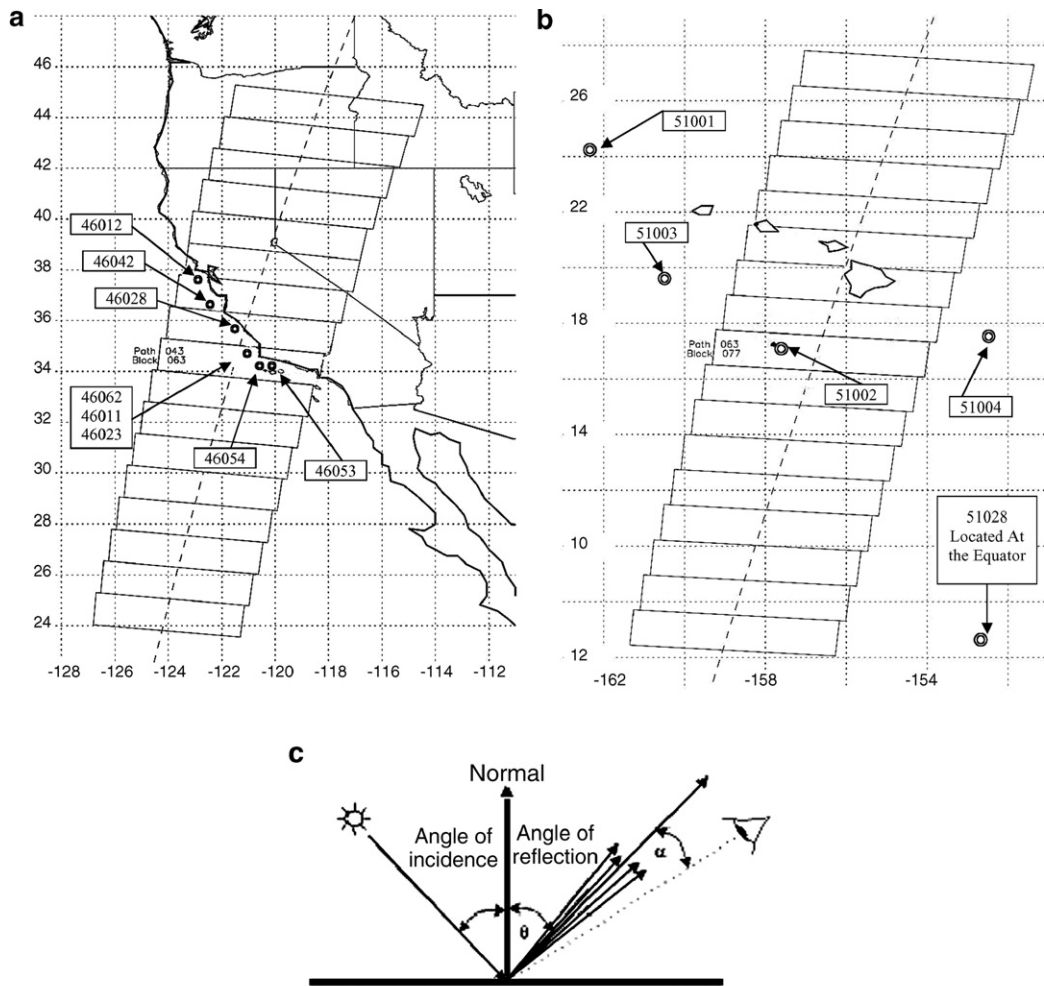 a
46
44
42
40
38
36
34
32
30
28
26
24
-128
-124
-122
-120
-116
-114
-112
46012
46042
46028
Path 043
Block 063
46062
46011
46023
46054
46053
b
26
22
18
14
10
12
-162
-158
-154
51001
51003
Path 063
Block 077
51002
51004
51028
Located At
the Equator
c
Normal
Angle of
incidence
Angle of
reflection
θ
α